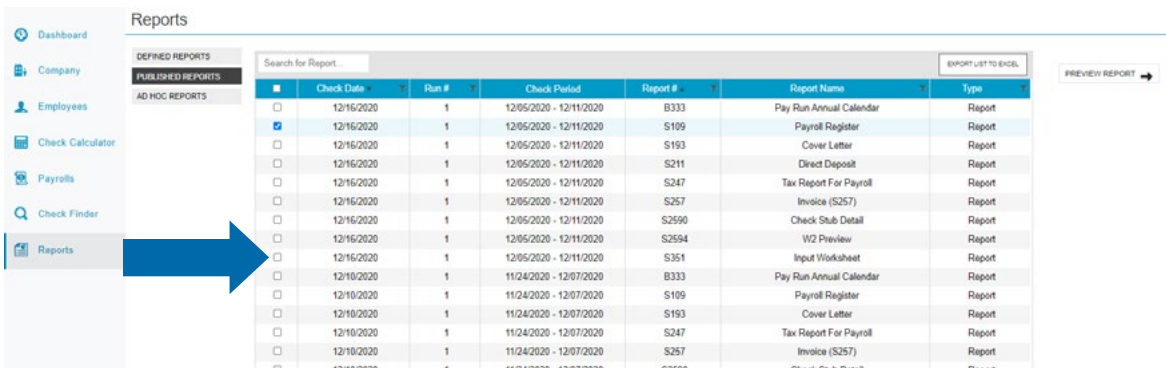 Reports
Dashboard
Company
Employees
Check Calculator
Payrolls
Check Finder
Reports
DEFINED REPORTS
PUBLISHED REPORTS
AD HOC REPORTS
Search for Report...
EXPORT LIST TO EXCEL
PREVIEW REPORT
Check Date Run # Check Period Report # Report Name Type
12/16/2020 1 12/05/2020 - 12/11/2020 B333 Pay Run Annual Calendar Report
12/16/2020 1 12/05/2020 - 12/11/2020 S109 Payroll Register Report
12/16/2020 1 12/05/2020 - 12/11/2020 S193 Cover Letter Report
12/16/2020 1 12/05/2020 - 12/11/2020 S211 Direct Deposit Report
12/16/2020 1 12/05/2020 - 12/11/2020 S247 Tax Report For Payroll Report
12/16/2020 1 12/05/2020 - 12/11/2020 S257 Invoice (S257) Report
12/16/2020 1 12/05/2020 - 12/11/2020 S2590 Check Stub Detail Report
12/16/2020 1 12/05/2020 - 12/11/2020 S2594 W2 Preview Report
12/16/2020 1 12/05/2020 - 12/11/2020 S351 Input Worksheet Report
12/10/2020 1 11/24/2020 - 12/07/2020 B333 Pay Run Annual Calendar Report
12/10/2020 1 11/24/2020 - 12/07/2020 S109 Payroll Register Report
12/10/2020 1 11/24/2020 - 12/07/2020 S193 Cover Letter Report
12/10/2020 1 11/24/2020 - 12/07/2020 S247 Tax Report For Payroll Report
12/10/2020 1 11/24/2020 - 12/07/2020 S257 Invoice (S257) Report